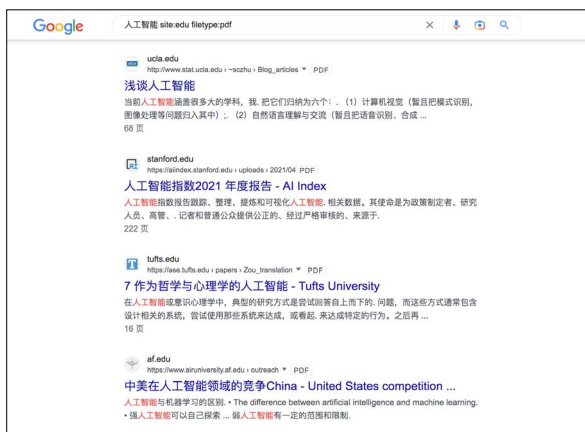 Google
人工智能 site:edu filetype:pdf
ucla.edu
http://www.stat.ucla.edu › ~sczhu › Blog_articles PDF
浅谈人工智能
当前人工智能涵盖很多大的学科，我. 把它们归纳为六个：. （1）计算机视觉（暂且把模式识别，
图像处理等问题归入其中）;. （2）自然语言理解与交流（暂且把语音识别、合成 ...
68 页
stanford.edu
https://aiindex.stanford.edu › uploads › 2021/04 PDF
人工智能指数2021 年度报告 - AI Index
人工智能指数报告跟踪、整理、提炼和可视化人工智能. 相关数据。其使命是为政策制定者、研究
人员、高管、. 记者和普通公众提供公正的、经过严格审核的、来源于.
222 页
tufts.edu
https://ase.tufts.edu › papers › Zou_translation PDF
7 作为哲学与心理学的人工智能 - Tufts University
在人工智能或意识心理学中，典型的研究方式是尝试回答自上而下的. 问题，而这些方式通常包含
设计相关的系统，尝试使用那些系统来达成，或看起. 来达成特定的行为。之后再 ...
16 页
af.edu
https://www.airuniversity.af.edu › outreach PDF
中美在人工智能领域的竞争China - United States competition ...
人工智能与机器学习的区别. • The difference between artificial intelligence and machine learning.
• 强人工智能可以自己探索 ... 弱人工智能有一定的范围和限制.